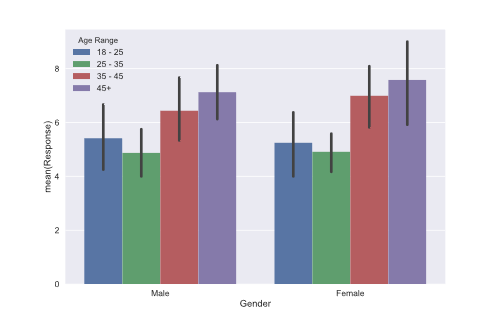 Age Range
18 - 25
25 - 35
35 - 45
45+
8
6
4
2
0
mean(Response)
Male
Female
Gender